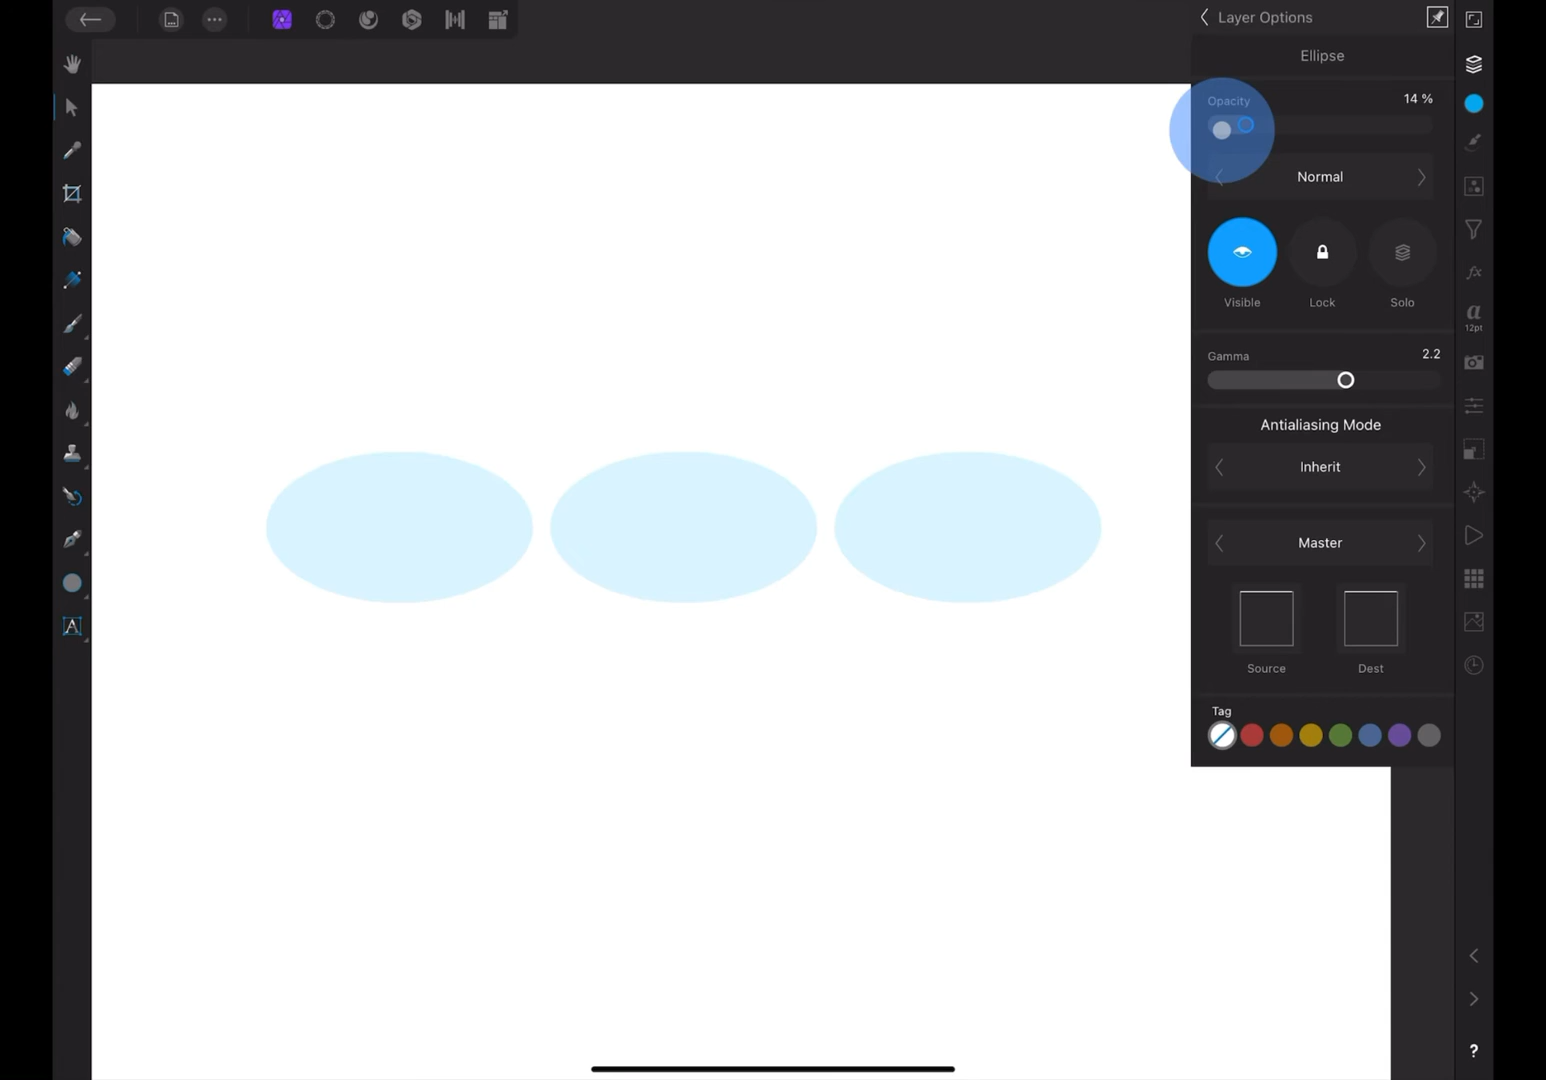 Layer Options
Ellipse
Opacity
14 %
Normal
Visible
Lock
Solo
Gamma
2.2
Antialiasing Mode
Inherit
Master
Source
Dest
Tag
fx
a
12pt
A
?